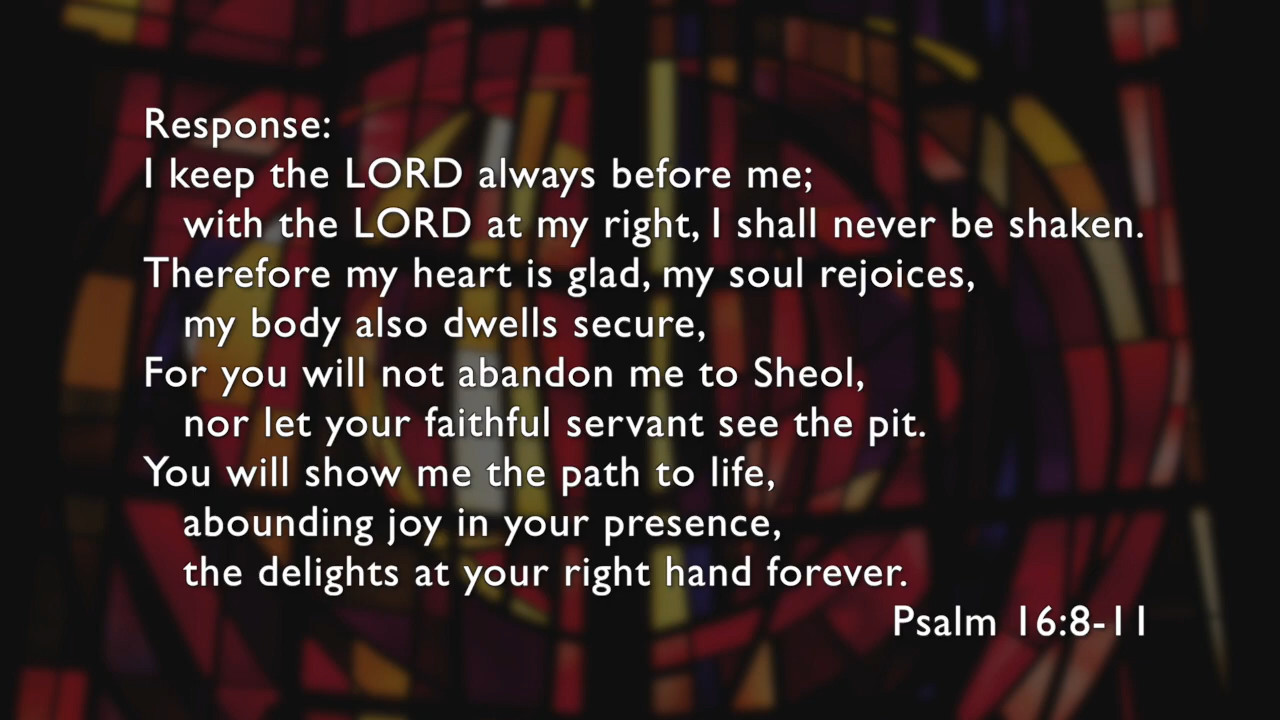 Response:
I keep the LORD always before me;
with the LORD at my right, I shall never be shaken.
Therefore my heart is glad, my soul rejoices,
my body also dwells secure,
For you will not abandon me to Sheol,
nor let your faithful servant see the pit.
You will show me the path to life,
abounding joy in your presence,
the delights at your right hand forever.
Psalm 16:8-11